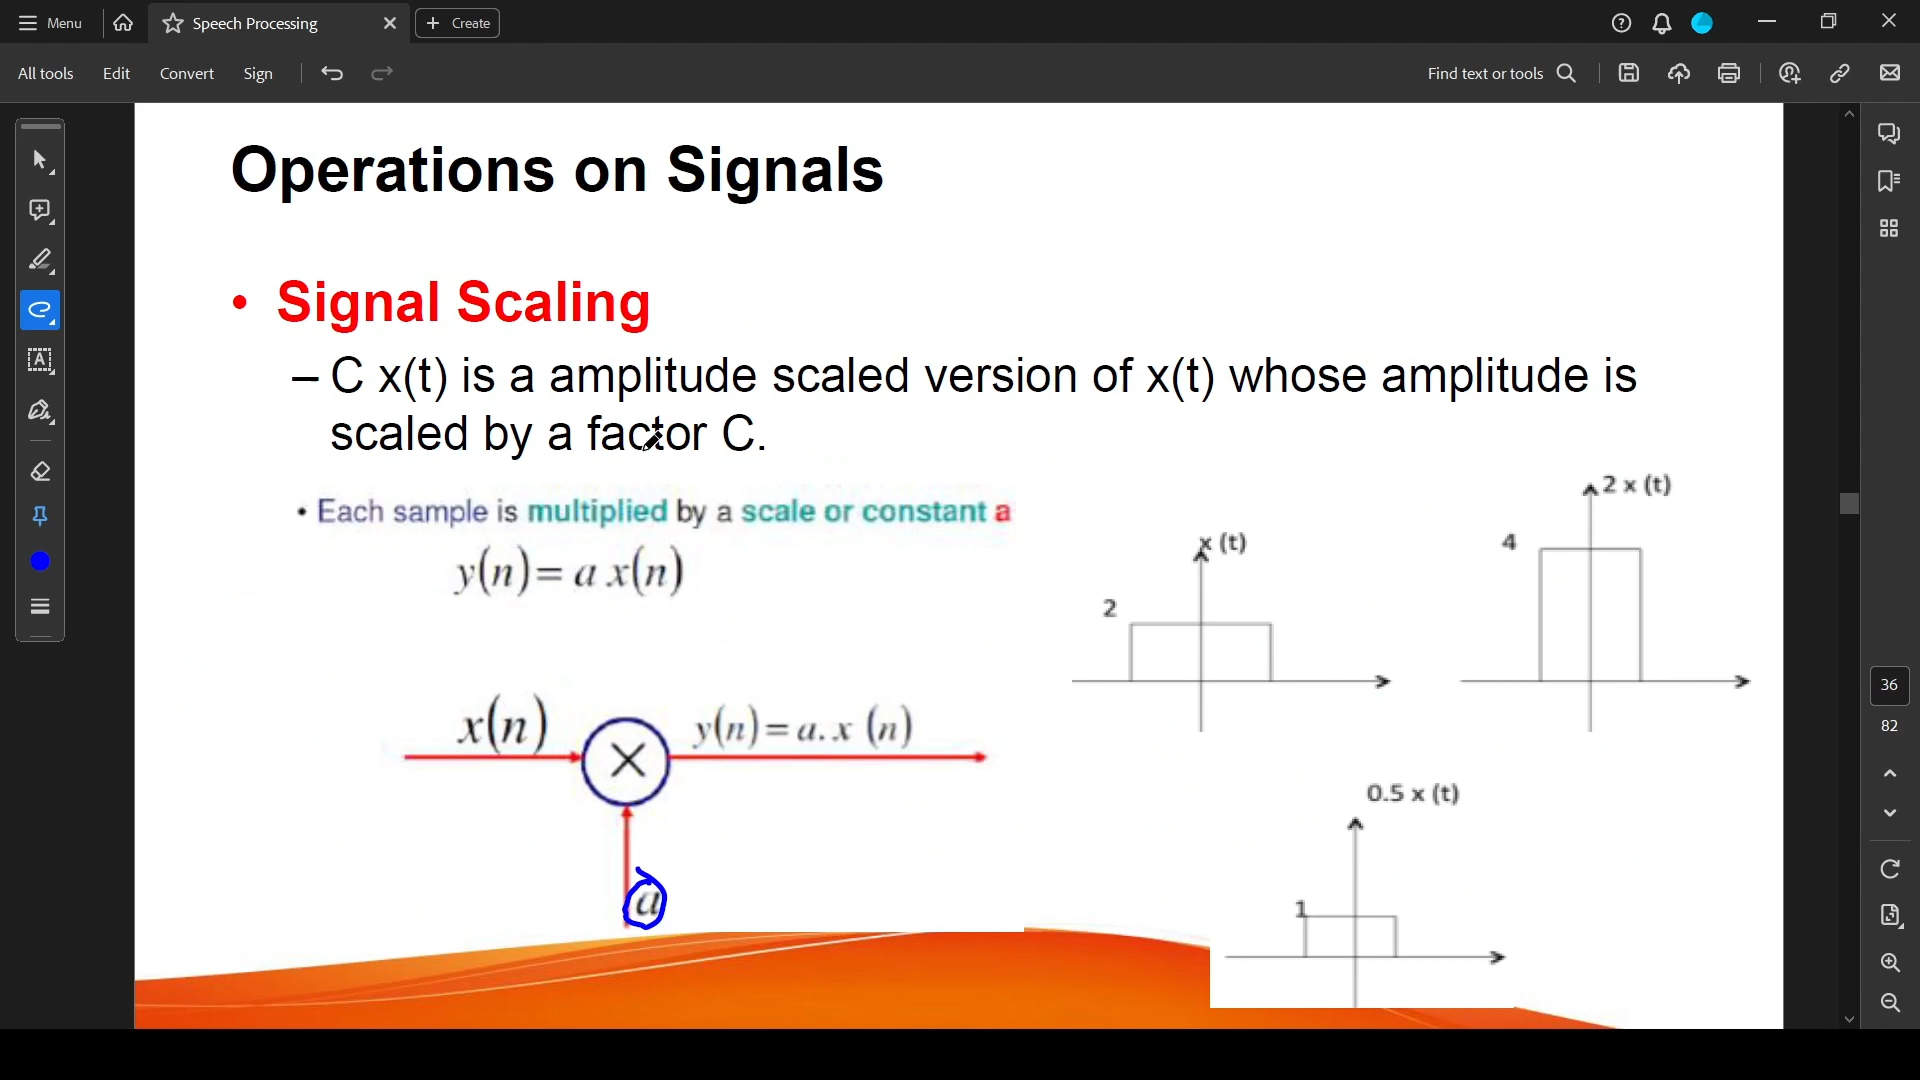 Menu
Speech Processing
Create
All tools
Edit
Convert
Sign
Find text or tools
Operations on Signals
• Signal Scaling
– C x(t) is a amplitude scaled version of x(t) whose amplitude is
scaled by a factor C.
• Each sample is multiplied by a scale or constant a
y(n)= a x(n)
x(n)
y(n)= a. x (n)
a
x (t)
2
2 x (t)
4
0.5 x (t)
1
36
82